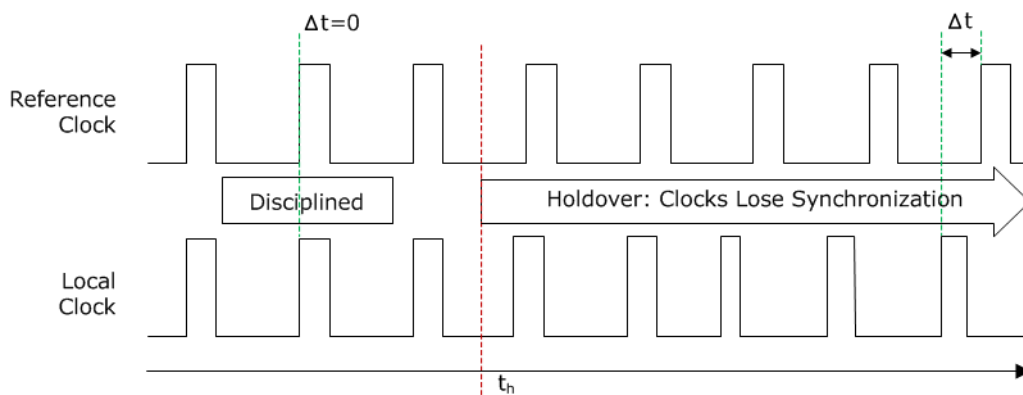 Δt=0
Δt
Reference
Clock
Disciplined
Holdover: Clocks Lose Synchronization
Local
Clock
th